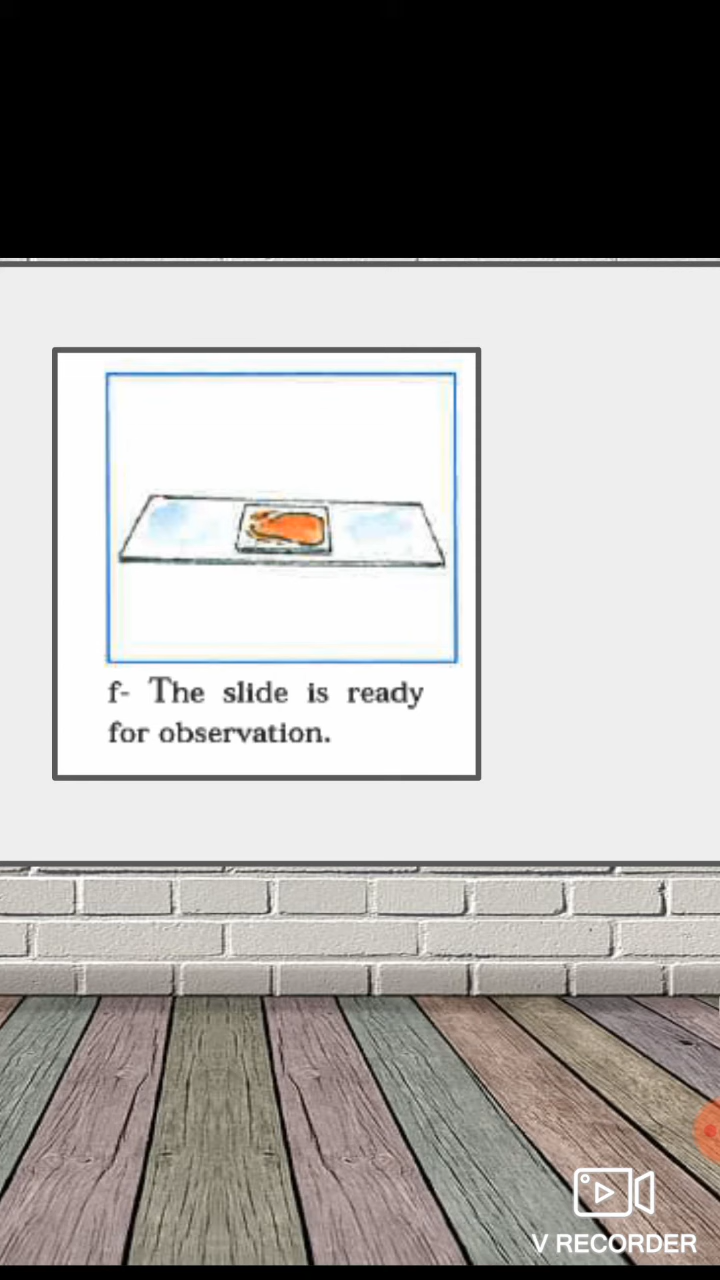 f- The slide is ready
for observation.
V RECORDER